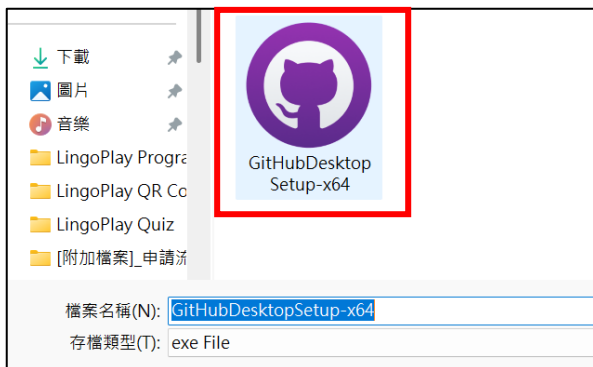 下載
圖片
音樂
LingoPlay Progra
LingoPlay QR Co
LingoPlay Quiz
[附加檔案]_申請流
GitHubDesktop
Setup-x64
檔案名稱(N): GitHubDesktopSetup-x64
存檔類型(T): exe File